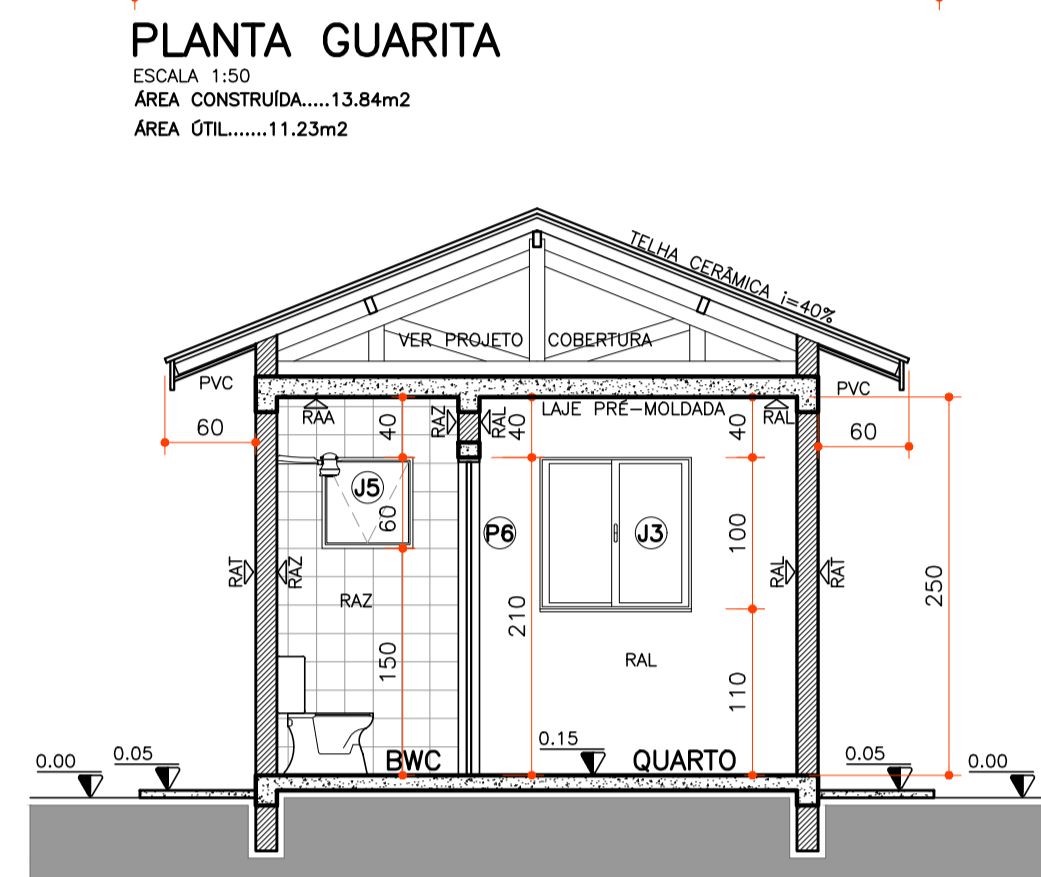 PLANTA GUARITA
ESCALA 1:50
ÁREA CONSTRUÍDA.....13.84m2
ÁREA ÚTIL.......11.23m2
TELHA CERÂMICA i=40%
VER PROJETO COBERTURA
PVC
PVC
60
RAA
40
RAZ
RAL
40
LAJE PRÉ-MOLDADA
40
RAL
60
J5
60
P6
J3
100
RAT
RAZ
RAL
RAT
250
RAZ
210
150
RAL
110
0.00
0.05
BWC
0.15
QUARTO
0.05
0.00